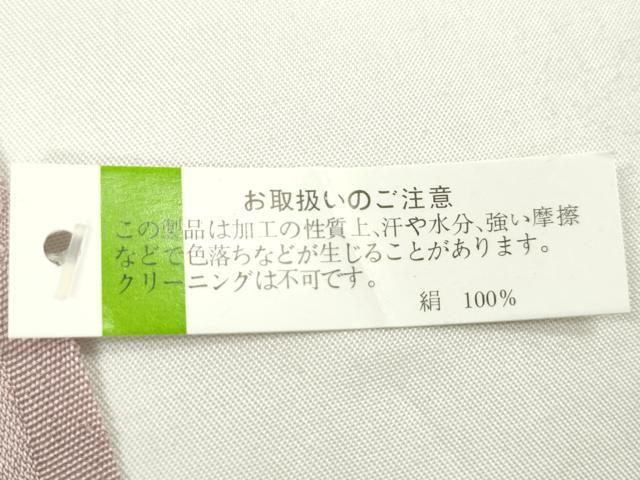 お取扱いのご注意
この製品は加工の性質上、汗や水分、強い摩擦
などで色落ちなどが生じることがあります。
クリーニングは不可です。
絹 100%